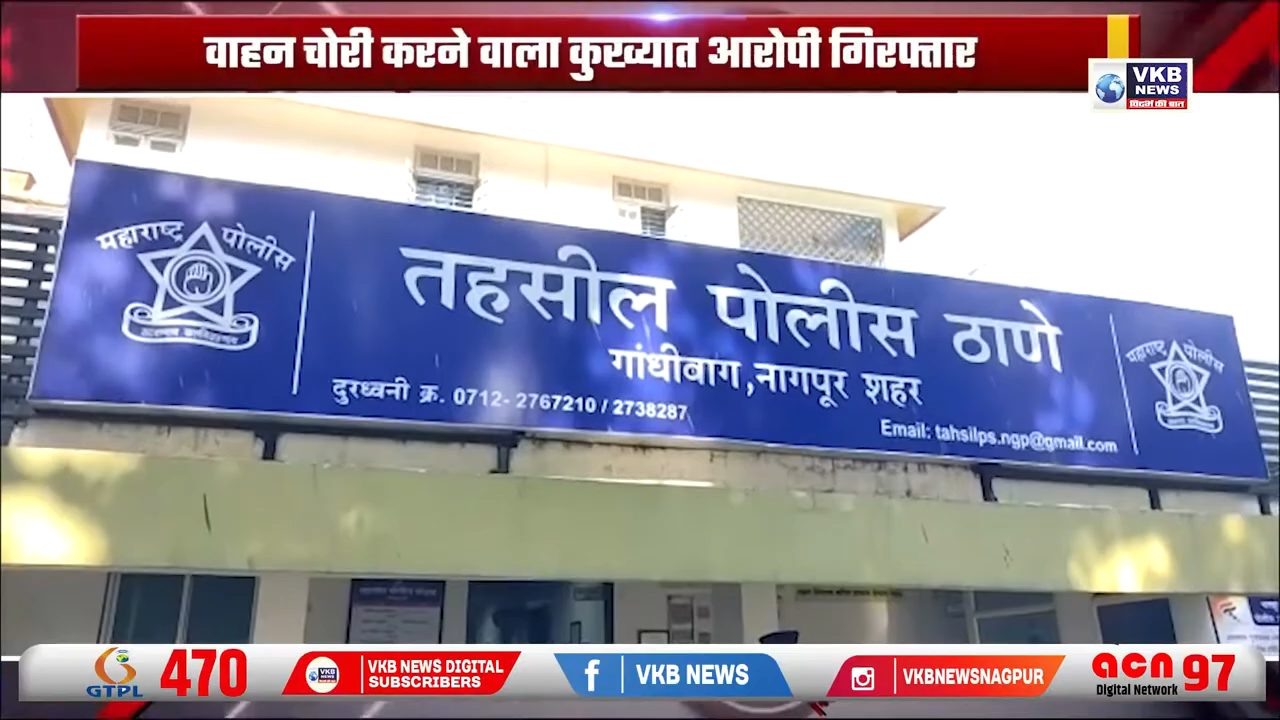 वाहन चोरी करने वाला कुख्यात आरोपी गिरफ्तार
VKB
NEWS
विदर्भ की बात
महाराष्ट्र पोलीस
तहसील पोलीस ठाणे
गांधीवाग,नागपूर शहर
दुरध्वनी क्र. 0712- 2767210 / 2738287
Email: tahsilps.ngp@gmail.com
महाराष्ट्र पोलीस
GTPL 470
VKB NEWS DIGITAL
SUBSCRIBERS
VKB NEWS
VKBNEWSNAGPUR
acn 97
Digital Network